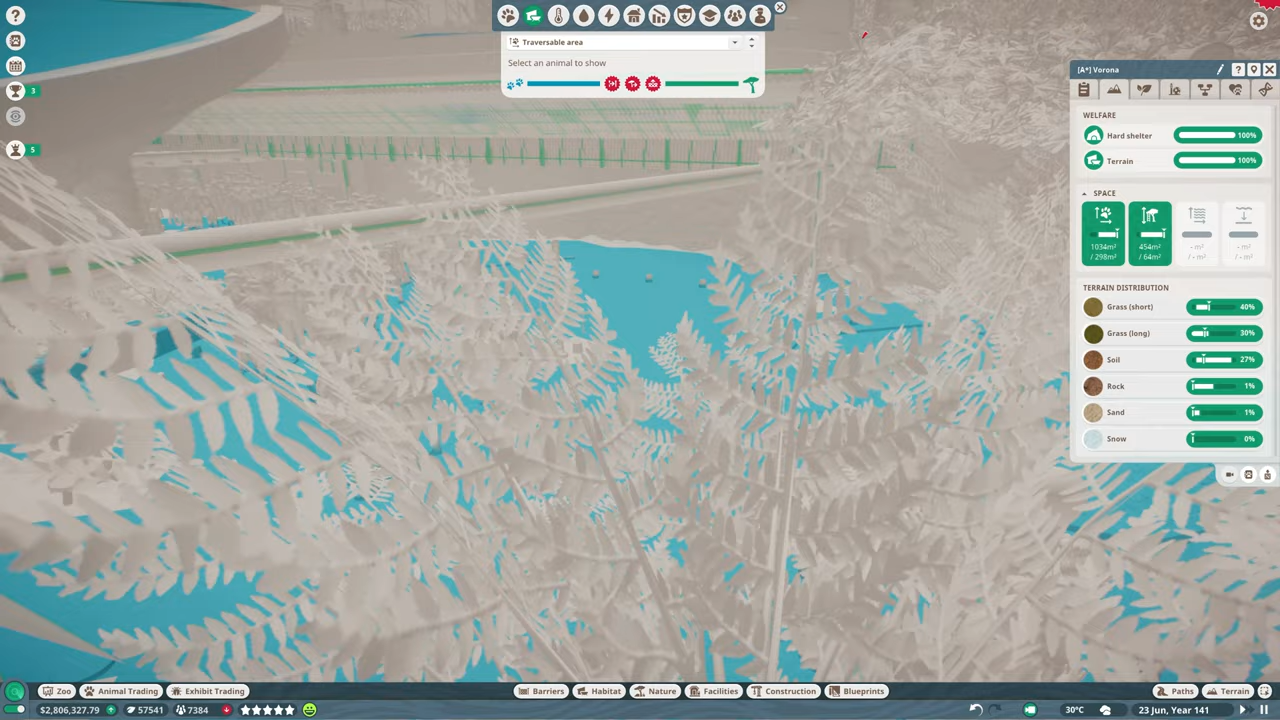 Traversable area
Select an animal to show
3
5
[A*] Vorona
?
?
WELFARE
Hard shelter 100%
Terrain 100%
SPACE
1034m² / 298m²
454m² / 64m²
- m² / - m²
- m² / - m²
TERRAIN DISTRIBUTION
Grass (short) 40%
Grass (long) 30%
Soil 27%
Rock 1%
Sand 1%
Snow 0%
Zoo
Animal Trading
Exhibit Trading
Barriers
Habitat
Nature
Facilities
Construction
Blueprints
Paths
Terrain
$2,806,327.79
57541
7384
30°C
23 Jun, Year 141